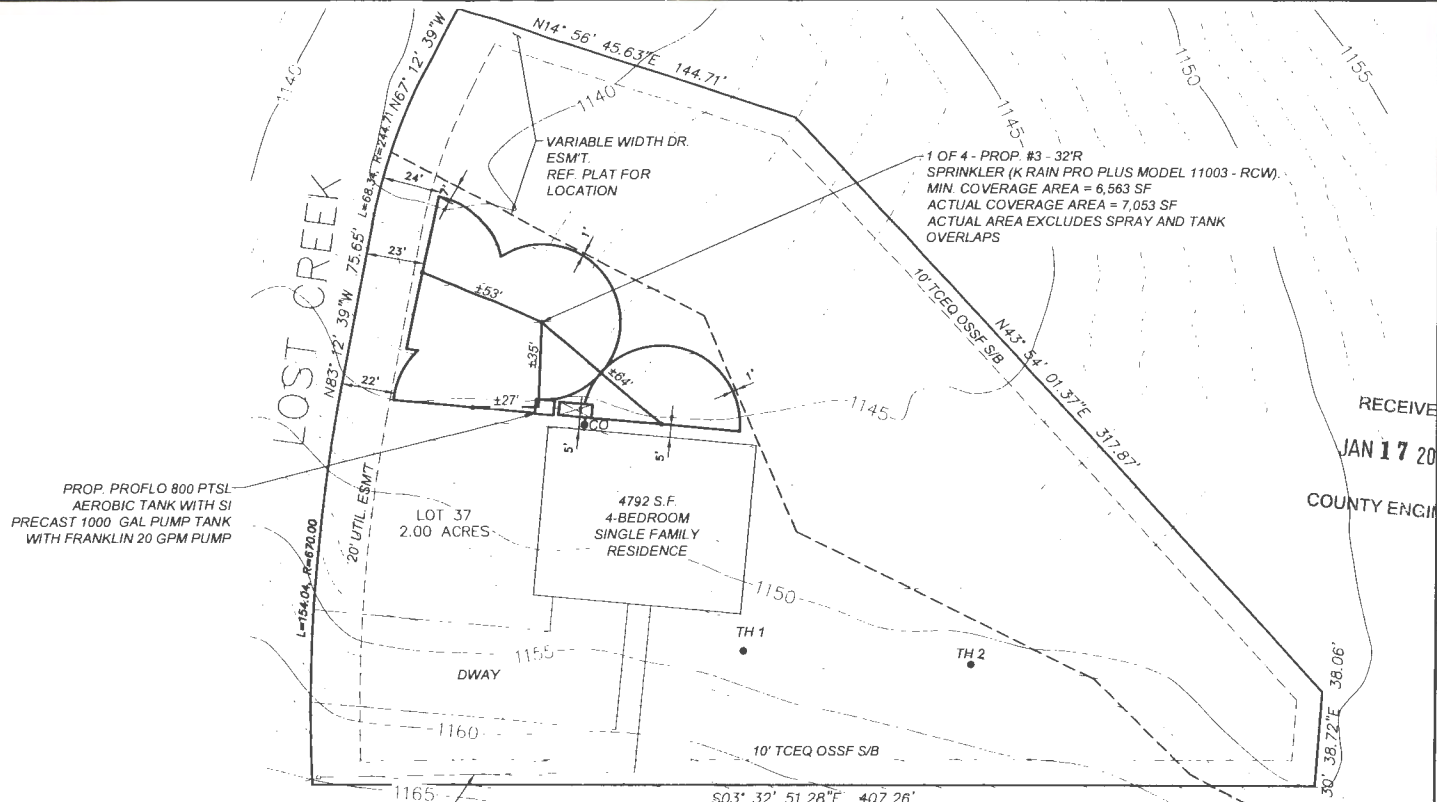 N14° 56' 45.63"E 144.71'
1140
1140
1150
1155
1145
L=68.34, R=244.71 N67° 12' 39"W
VARIABLE WIDTH DR.
ESM'T.
REF. PLAT FOR
LOCATION
1 OF 4 - PROP. #3 - 32'R
SPRINKLER (K RAIN PRO PLUS MODEL 11003 - RCW).
MIN. COVERAGE AREA = 6,563 SF
ACTUAL COVERAGE AREA = 7,053 SF
ACTUAL AREA EXCLUDES SPRAY AND TANK
OVERLAPS
24'
1'
23'
LOST CREEK
N83° 12' 39"W 75.65'
±53'
±35'
±64'
1'
22'
±27'
CO
5'
5'
1145
10' TCEQ OSSF S/B
N43° 54' 01.37"E 317.87'
RECEIVE
JAN 17 20
COUNTY ENGI
PROP. PROFLO 800 PTSL
AEROBIC TANK WITH SI
PRECAST 1000 GAL PUMP TANK
WITH FRANKLIN 20 GPM PUMP
20' UTIL ESMT
LOT 37
2.00 ACRES
4792 S.F.
4-BEDROOM
SINGLE FAMILY
RESIDENCE
L=154.04, R=670.00
1150
TH 1
TH 2
1155
DWAY
1160
10' TCEQ OSSF S/B
30' 38.72"E 38.06'
1165
S03° 32' 51.28"E 407.26'